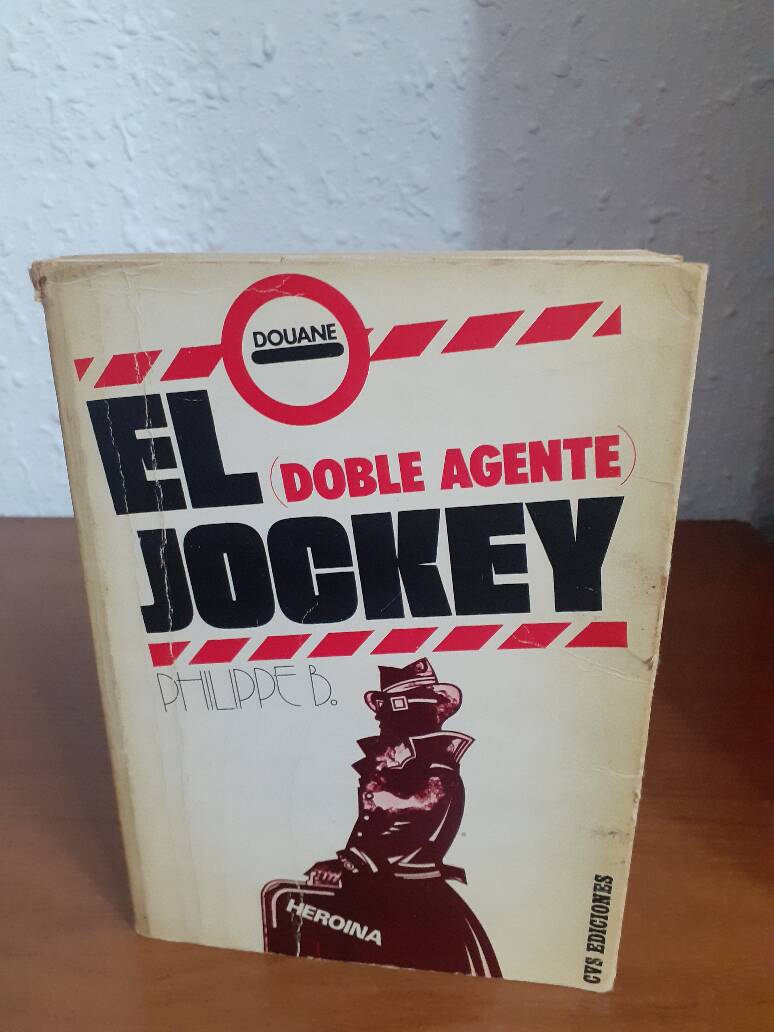 DOUANE
EL
(DOBLE AGENTE)
JOCKEY
PHILIPPE B.
HEROINA
CVS EDICIONES